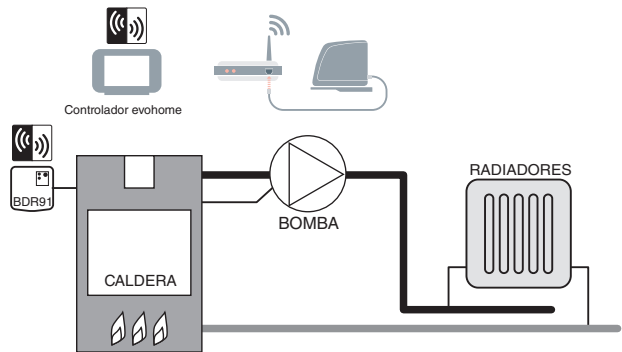 Controlador evohome
BDR91
BOMBA
RADIADORES
CALDERA